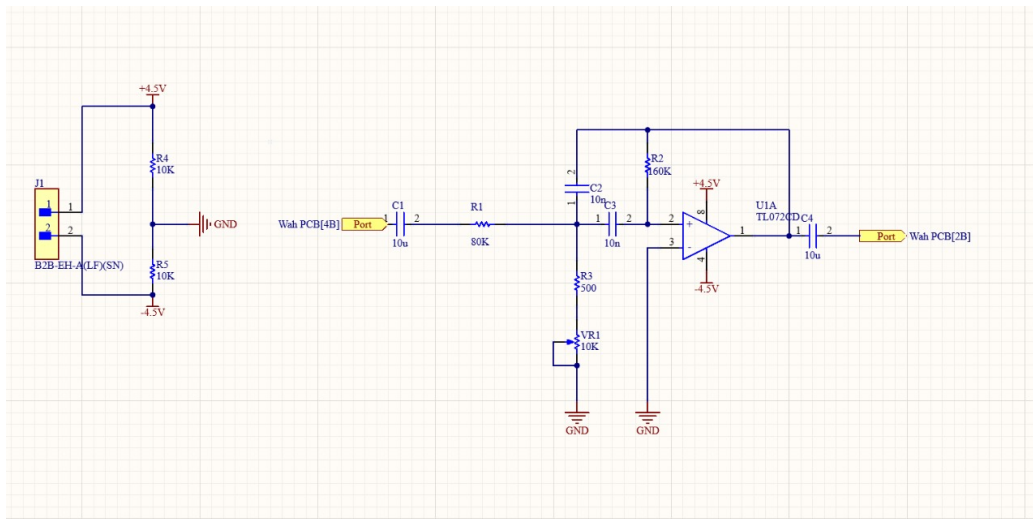 +4.5V
R4
10K
J1
1
1
2
2
GND
B2B-EH-A(LF)(SN)
R5
10K
-4.5V
Wah PCB[4B]
Port
1
C1
2
10u
R1
80K
2
C2
10n
1
1
C3
2
10n
R2
160K
R3
500
VR1
10K
GND
GND
+4.5V
8
U1A
TL072CD
2
+
3
-
1
4
-4.5V
C4
1
2
10u
Port
Wah PCB[2B]